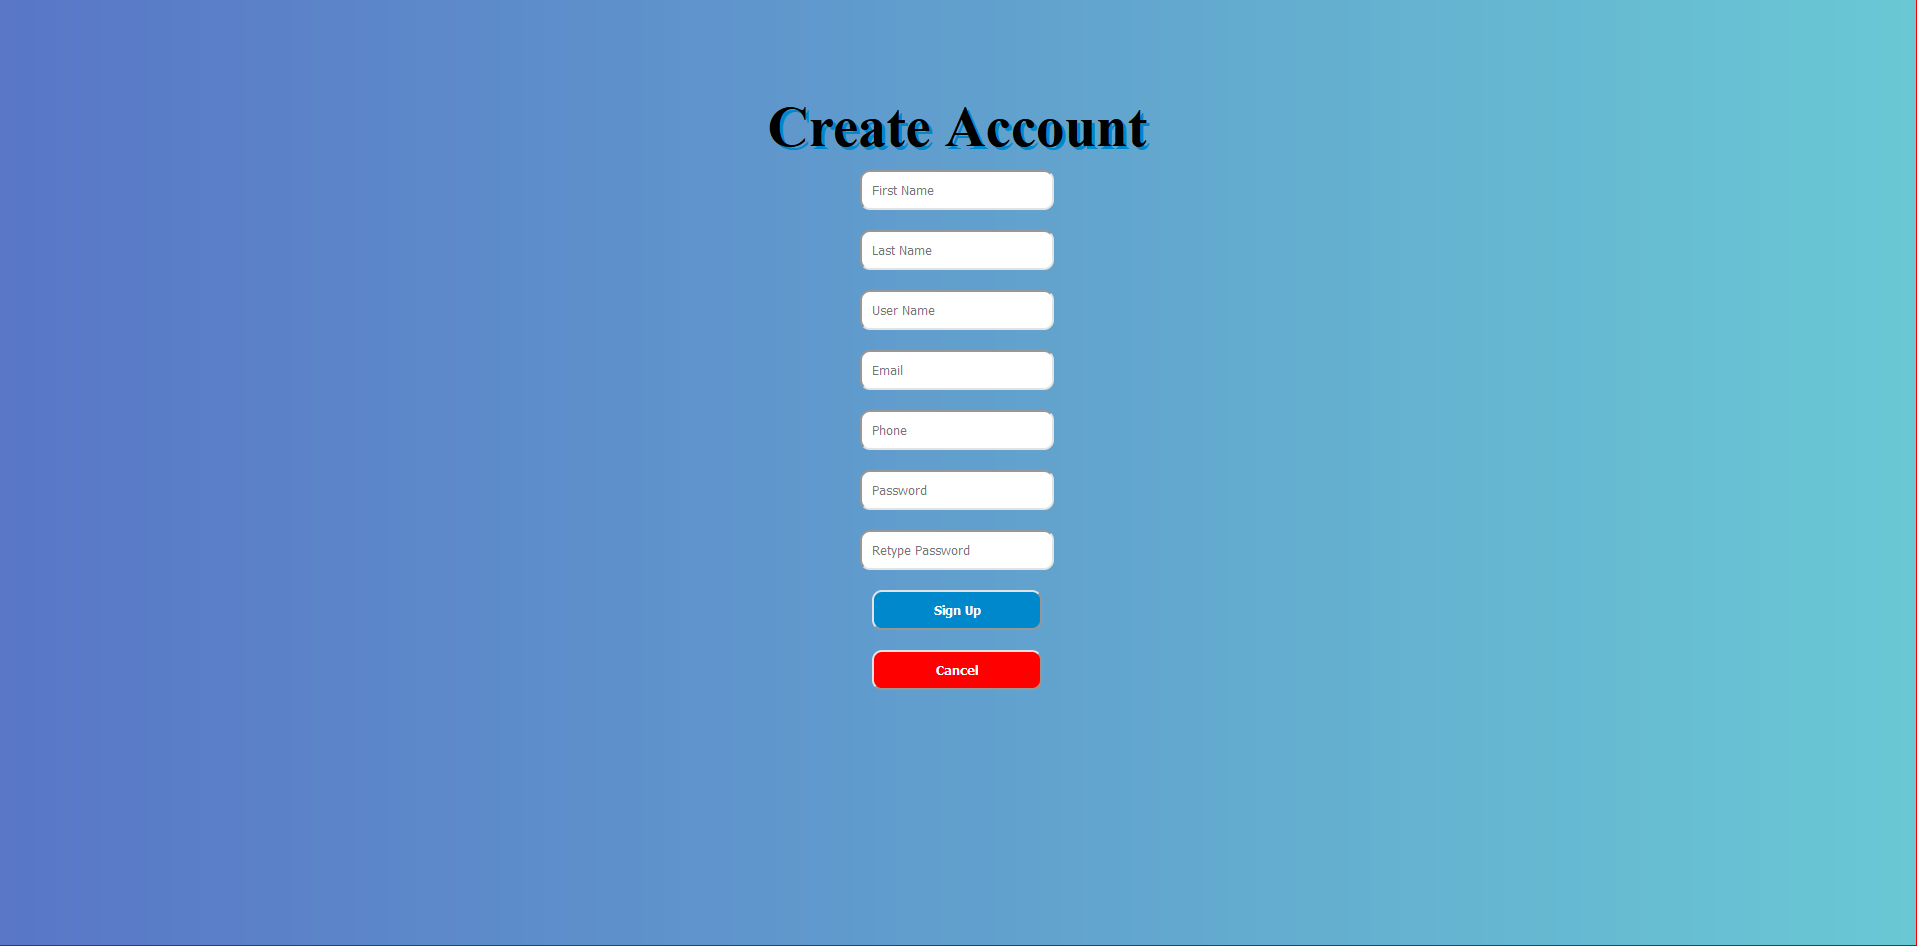 Create Account
First Name
Last Name
User Name
Email
Phone
Password
Retype Password
Sign Up
Cancel